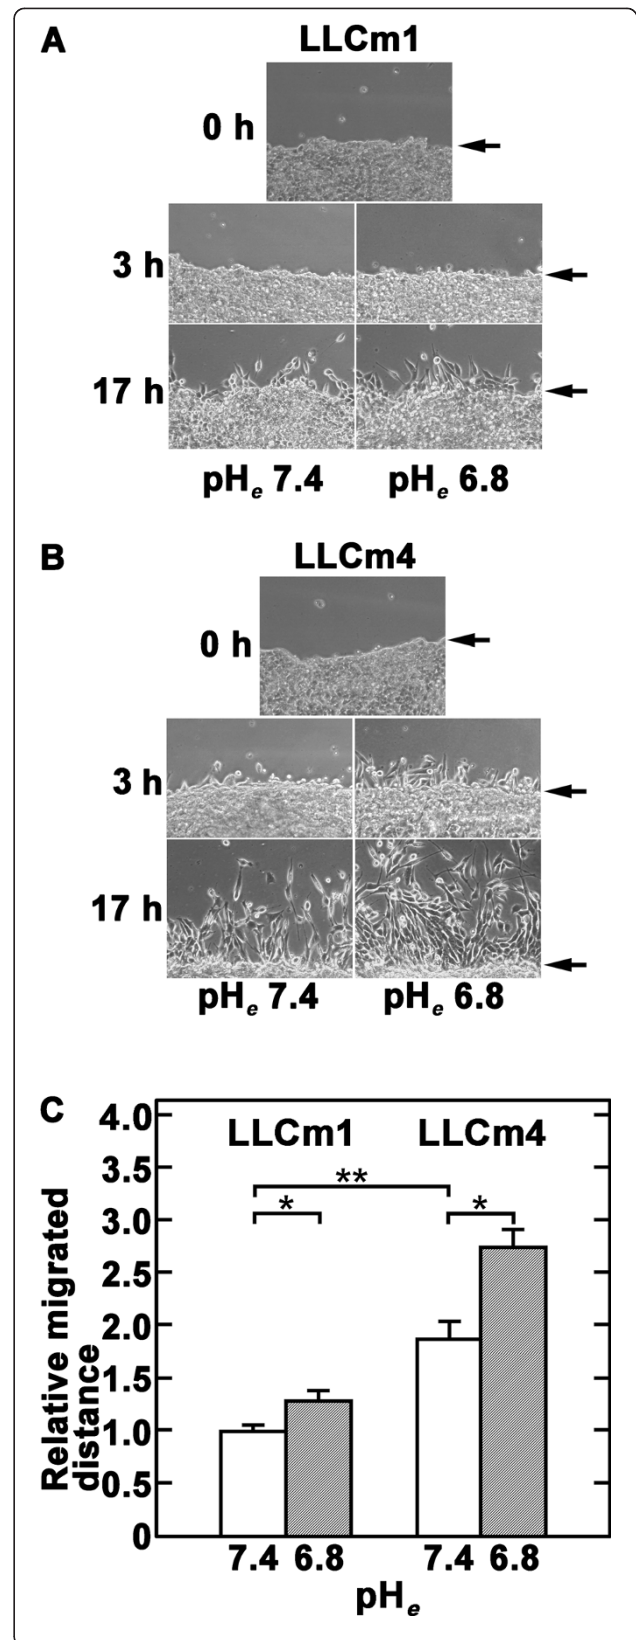 A
LLCm1
0 h
3 h
17 h
pHe 7.4 pHe 6.8
B
LLCm4
0 h
3 h
17 h
pHe 7.4 pHe 6.8
C
LLCm1 LLCm4
**
* *
Relative migrated
distance
4.0
3.5
3.0
2.5
2.0
1.5
1.0
0.5
0
7.4 6.8 7.4 6.8
pHe